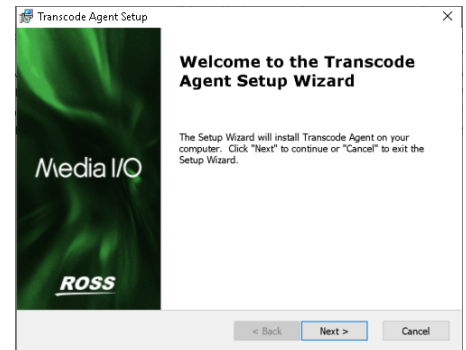 Transcode Agent Setup
Welcome to the Transcode
Agent Setup Wizard
The Setup Wizard will install Transcode Agent on your
computer. Click "Next" to continue or "Cancel" to exit the
Setup Wizard.
Media I/O
ROSS
< Back Next > Cancel